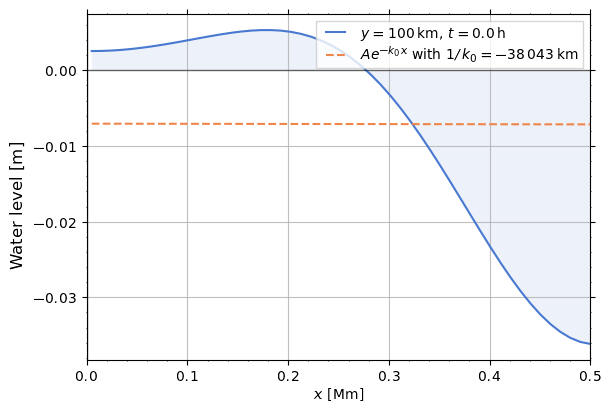 y = 100 km, t = 0.0 h
Ae^{-k_0x} with 1/k_0 = −38 043 km
0.00
−0.01
−0.02
−0.03
Water level [m]
0.0 0.1 0.2 0.3 0.4 0.5
x [Mm]